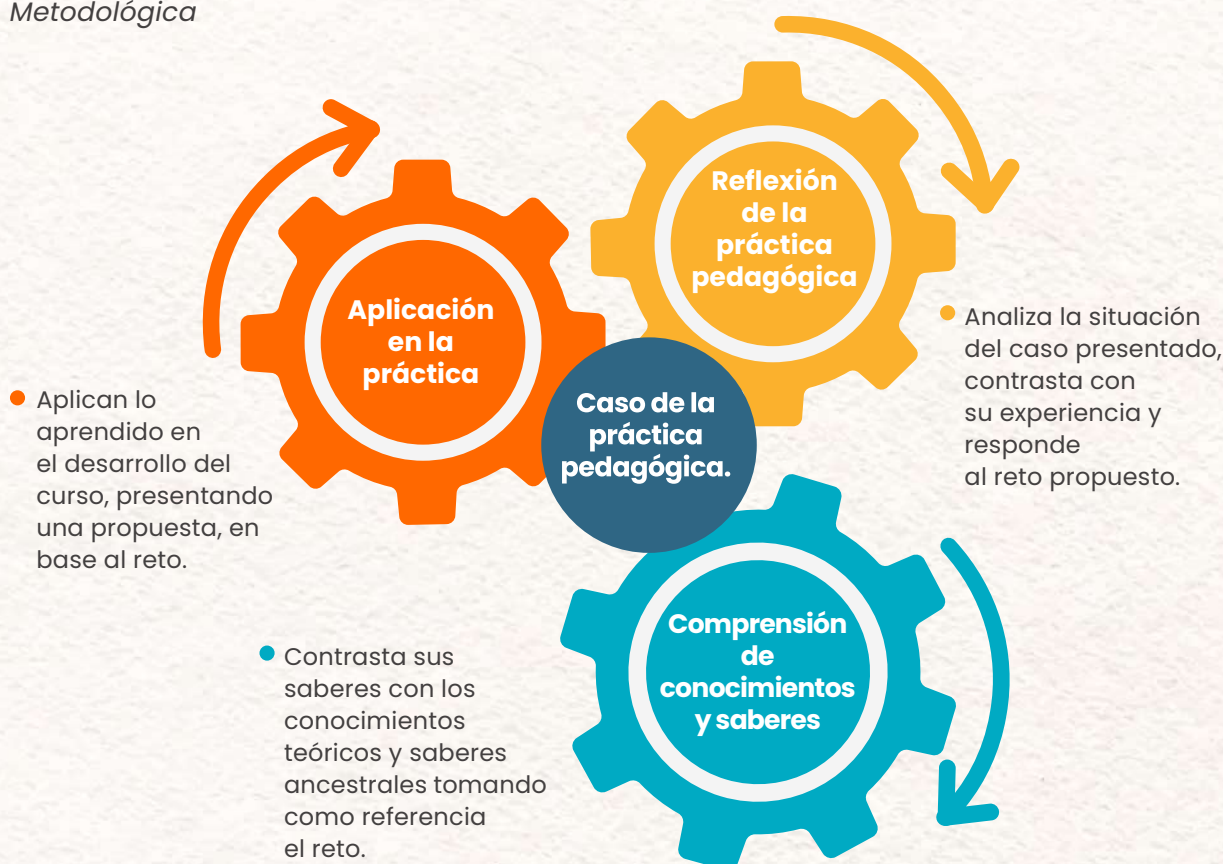 Metodológica
Reflexión
de la
práctica
pedagógica
Analiza la situación
del caso presentado,
contrasta con
su experiencia y
responde
al reto propuesto.
Aplicación
en la
práctica
Aplican lo
aprendido en
el desarrollo del
curso, presentando
una propuesta, en
base al reto.
Caso de la
práctica
pedagógica.
Comprensión
de
conocimientos
y saberes
Contrasta sus
saberes con los
conocimientos
teóricos y saberes
ancestrales tomando
como referencia
el reto.